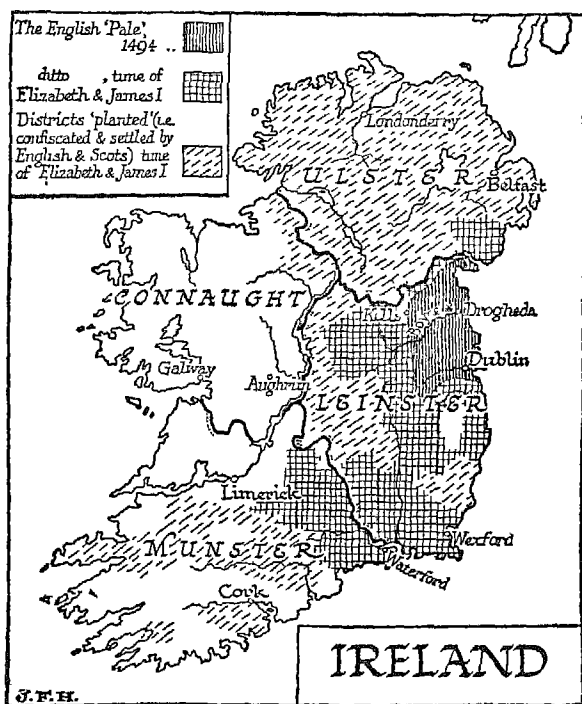 The English 'Pale',
1494 ..
ditto , time of
Elizabeth & James I
Districts 'planted' (i.e.
confiscated & settled by
English & Scots) time
of Elizabeth & James I
Londonderry
ULSTER
Belfast
CONNAUGHT
Kells
Drogheda
Galway
Dublin
Aughrim
LEINSTER
Limerick
Wexford
MUNSTER
Waterford
Cork
IRELAND
J.F.H.